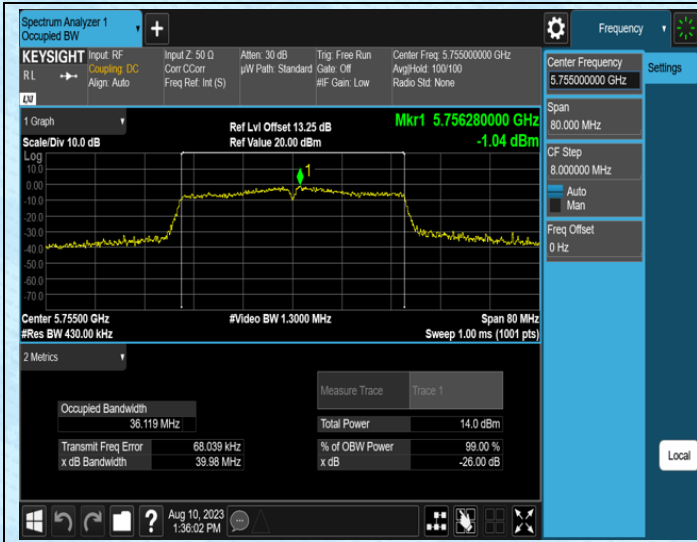 Spectrum Analyzer 1
Occupied BW
Frequency
KEYSIGHT
RL
LXI
Input: RF
Coupling: DC
Align: Auto
Input Z: 50 Ω
Corr CCorr
Freq Ref: Int (S)
Atten: 30 dB
µW Path: Standard
Trig: Free Run
Gate: Off
#IF Gain: Low
Center Freq: 5.755000000 GHz
Avg|Hold: 100/100
Radio Std: None
Center Frequency
5.755000000 GHz
Settings
Span
80.000 MHz
CF Step
8.000000 MHz
Auto
Man
Freq Offset
0 Hz
Local
1 Graph
Scale/Div 10.0 dB
Ref Lvl Offset 13.25 dB
Ref Value 20.00 dBm
Mkr1 5.756280000 GHz
-1.04 dBm
Log
10.0
0.00
-10.0
-20.0
-30.0
-40.0
-50.0
-60.0
-70.0
1
Center 5.75500 GHz
#Res BW 430.00 kHz
#Video BW 1.3000 MHz
Span 80 MHz
Sweep 1.00 ms (1001 pts)
2 Metrics
Measure Trace
Trace 1
Occupied Bandwidth
36.119 MHz
Total Power
14.0 dBm
Transmit Freq Error
68.039 kHz
% of OBW Power
99.00 %
x dB Bandwidth
39.98 MHz
x dB
-26.00 dB
?
Aug 10, 2023
1:36:02 PM